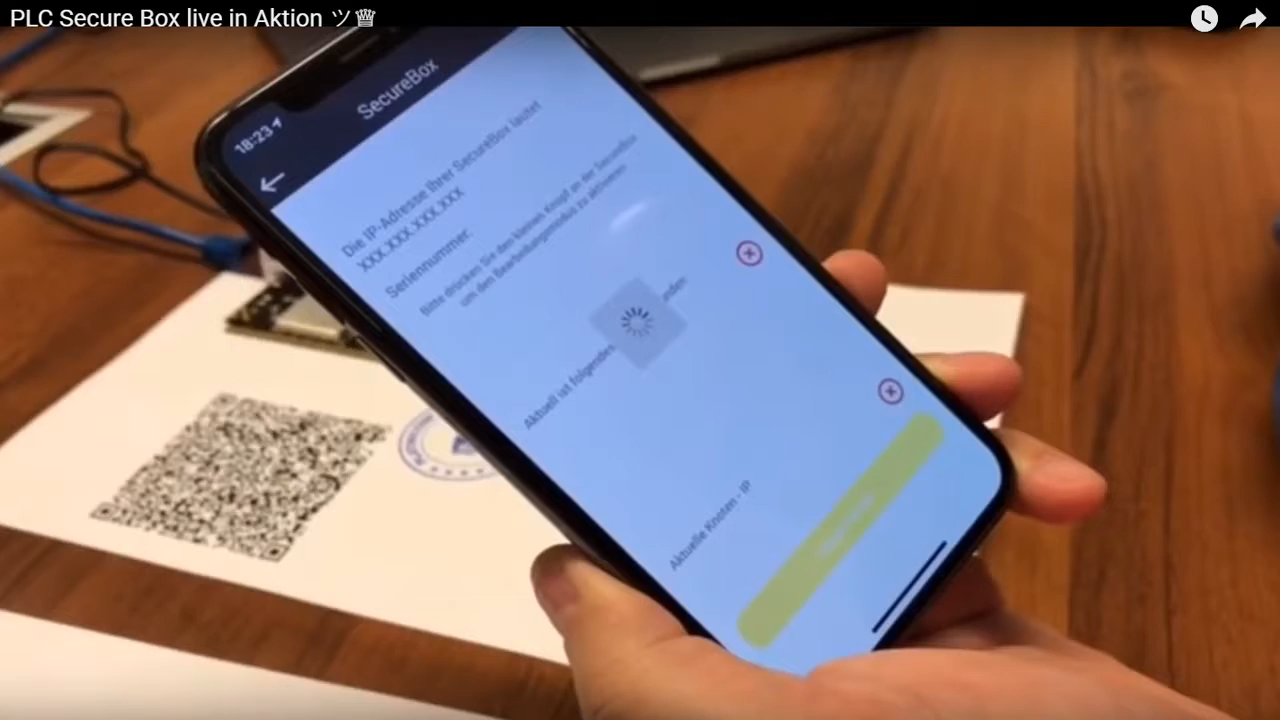 PLC Secure Box live in Aktion ツ♛
18:23
SecureBox
Die IP-Adresse Ihrer SecureBox lautet
XXX.XXX.XXX.XXX
Seriennummer:
Bitte drücken Sie den kleinen Knopf an der SecureBox
um den Bearbeitungsmodus zu aktivieren
Aktuell ist folgender
Aktuelle Knoten - IP